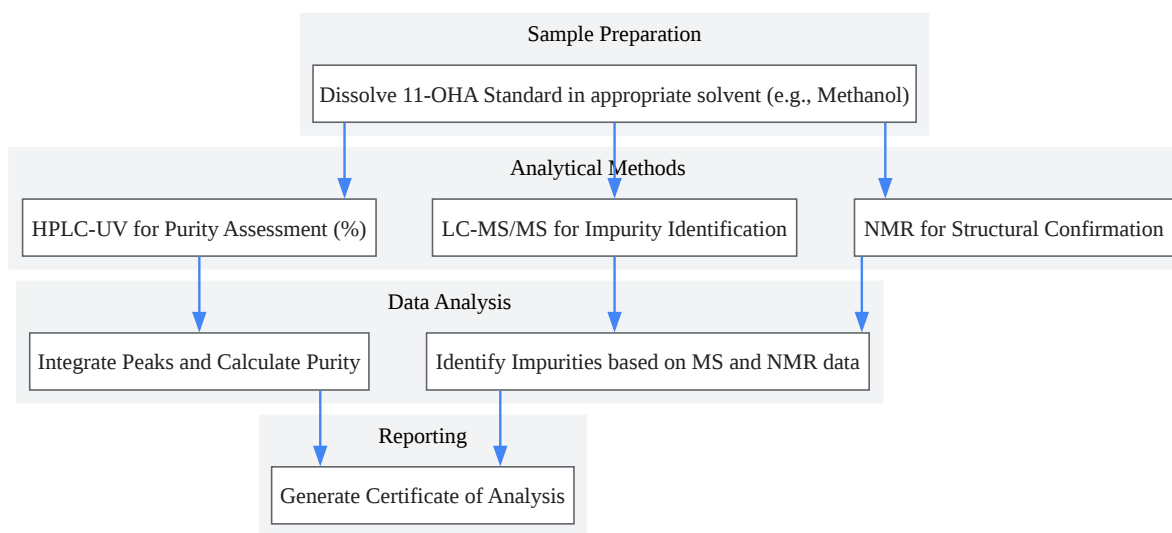 Sample Preparation
Dissolve 11-OHA Standard in appropriate solvent (e.g., Methanol)
Analytical Methods
HPLC-UV for Purity Assessment (%)
LC-MS/MS for Impurity Identification
NMR for Structural Confirmation
Data Analysis
Integrate Peaks and Calculate Purity
Identify Impurities based on MS and NMR data
Reporting
Generate Certificate of Analysis